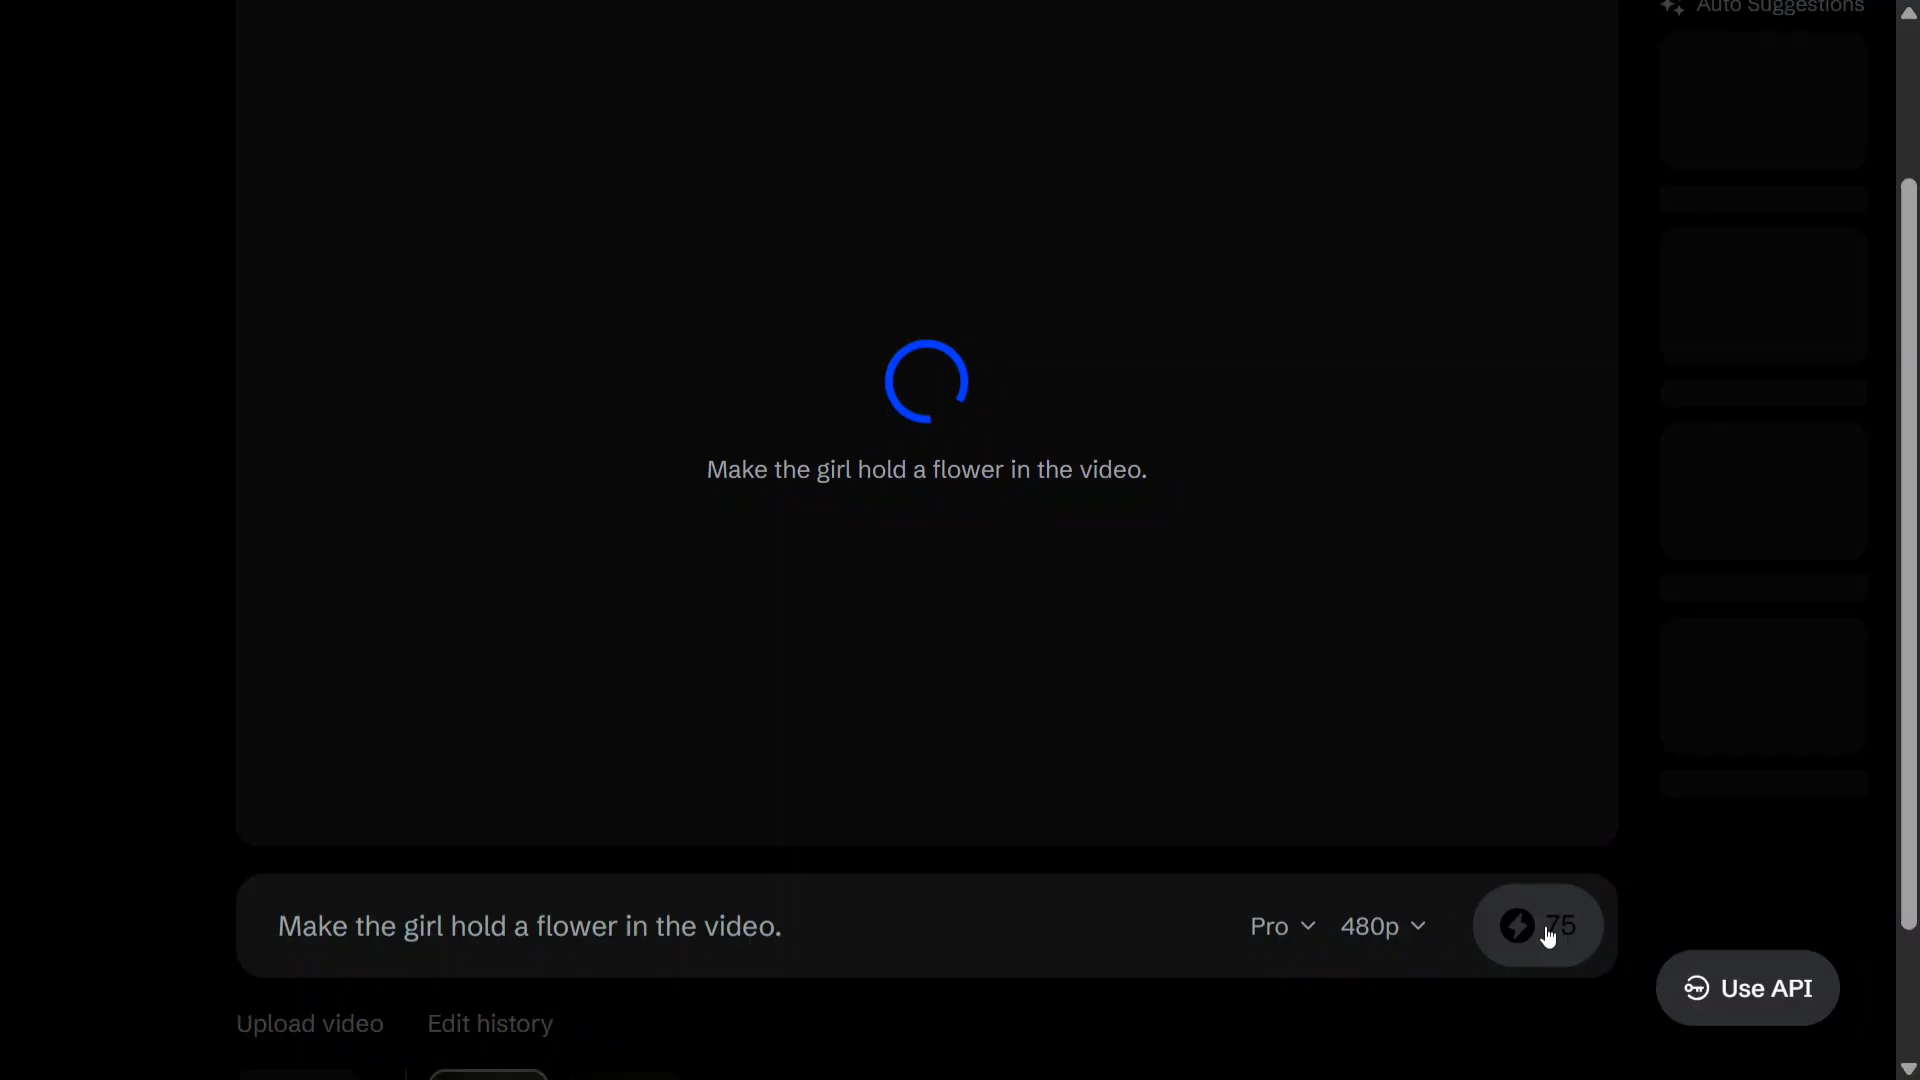 Auto Suggestions
Make the girl hold a flower in the video.
Make the girl hold a flower in the video.
Pro
480p
75
Use API
Upload video
Edit history